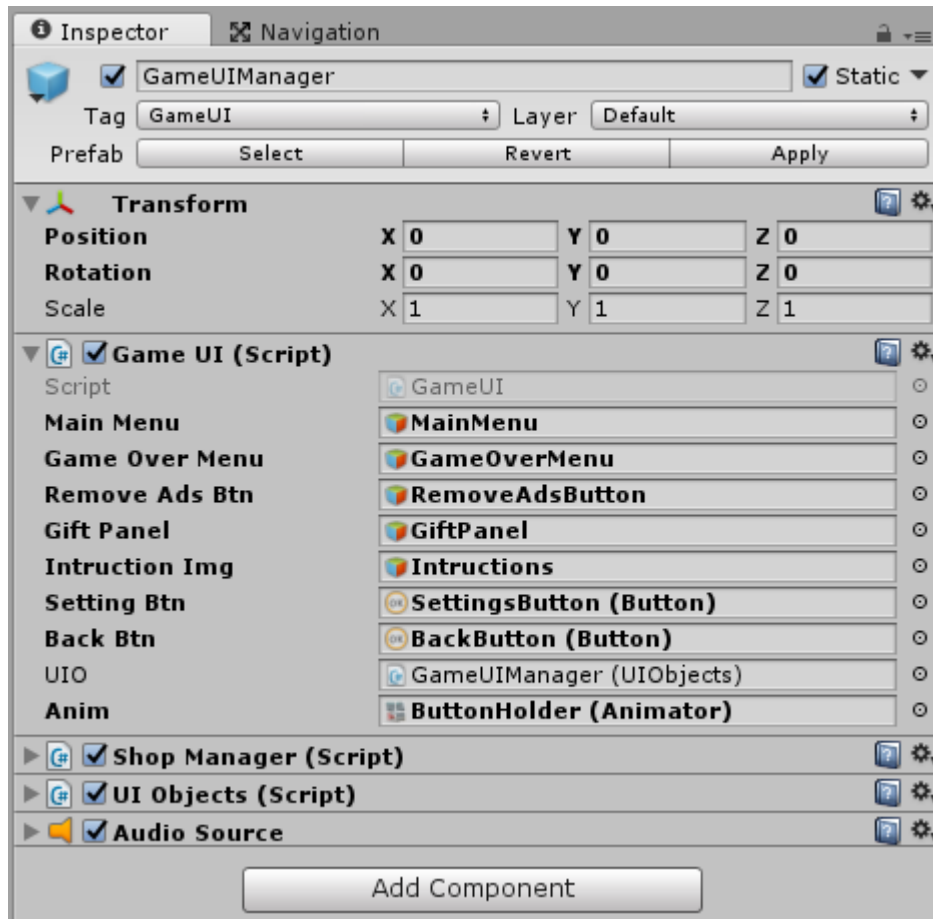 Inspector Navigation
GameUIManager Static
Tag GameUI Layer Default
Prefab Select Revert Apply
Transform
Position X 0 Y 0 Z 0
Rotation X 0 Y 0 Z 0
Scale X 1 Y 1 Z 1
Game UI (Script)
Script GameUI
Main Menu MainMenu
Game Over Menu GameOverMenu
Remove Ads Btn RemoveAdsButton
Gift Panel GiftPanel
Intruction Img Intructions
Setting Btn SettingsButton (Button)
Back Btn BackButton (Button)
UIO GameUIManager (UIObjects)
Anim ButtonHolder (Animator)
Shop Manager (Script)
UI Objects (Script)
Audio Source
Add Component